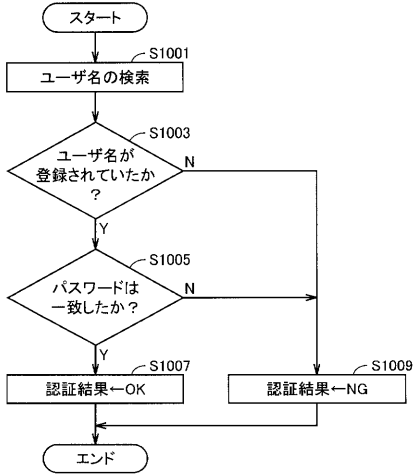 スタート
S1001
ユーザ名の検索
S1003
ユーザ名が
登録されていたか
?
N
Y
S1005
パスワードは
一致したか?
N
Y
S1007
認証結果←OK
S1009
認証結果←NG
エンド